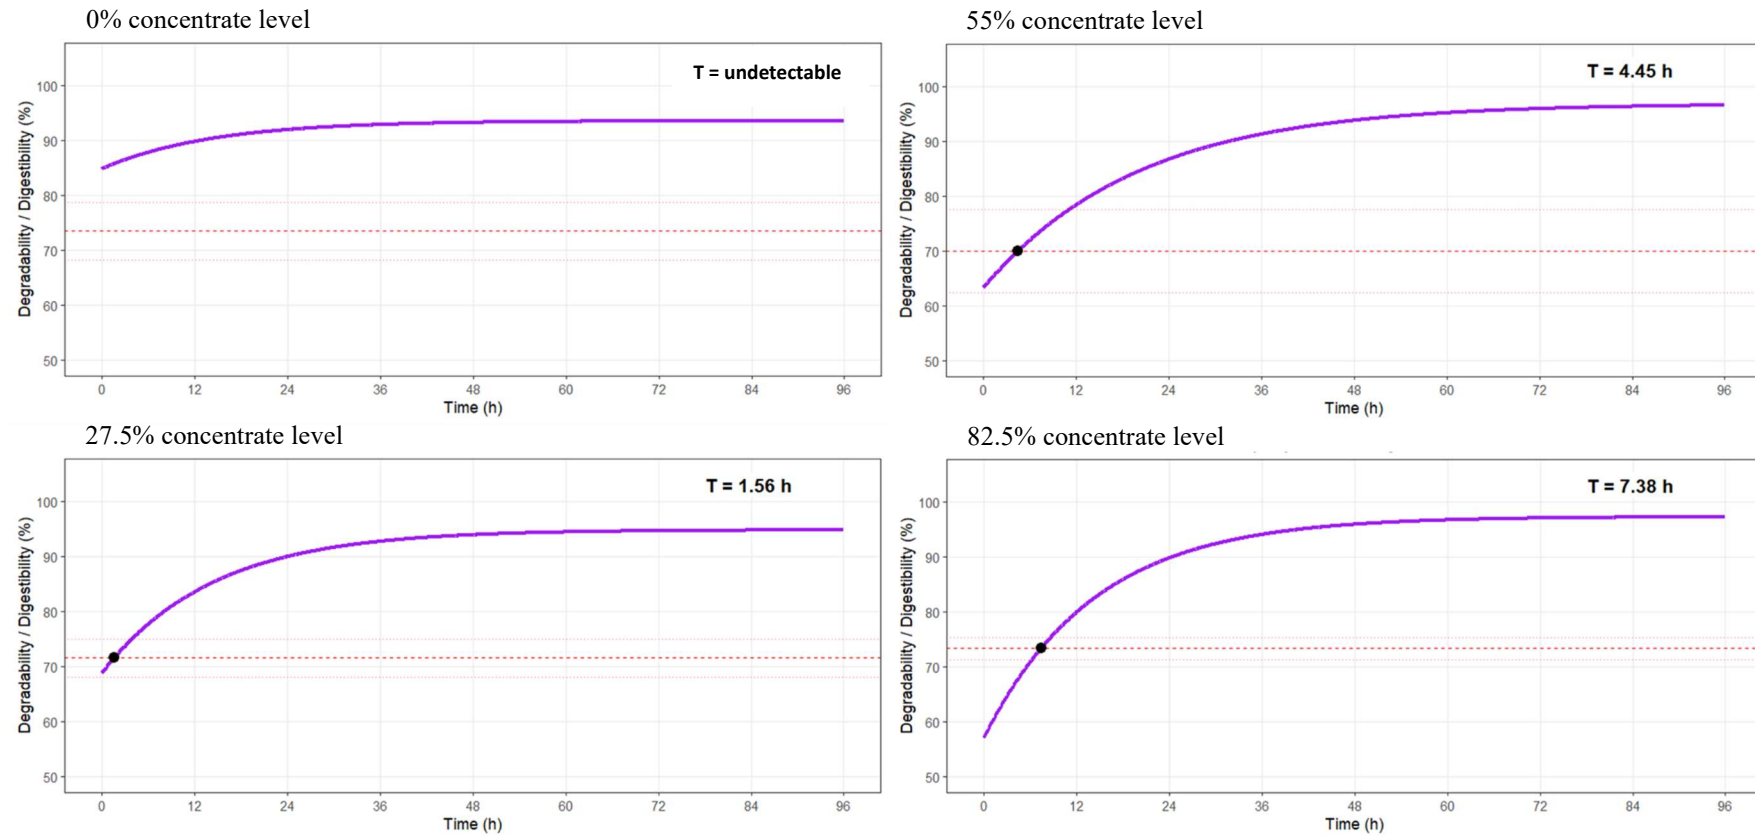 0% concentrate level
T = undetectable
Degradability / Digestibility (%)
100
90
80
70
60
50
0 12 24 36 48 60 72 84 96
Time (h)
55% concentrate level
T = 4.45 h
Degradability / Digestibility (%)
100
90
80
70
60
50
0 12 24 36 48 60 72 84 96
Time (h)
27.5% concentrate level
T = 1.56 h
Degradability / Digestibility (%)
100
90
80
70
60
50
0 12 24 36 48 60 72 84 96
Time (h)
82.5% concentrate level
T = 7.38 h
Degradability / Digestibility (%)
100
90
80
70
60
50
0 12 24 36 48 60 72 84 96
Time (h)